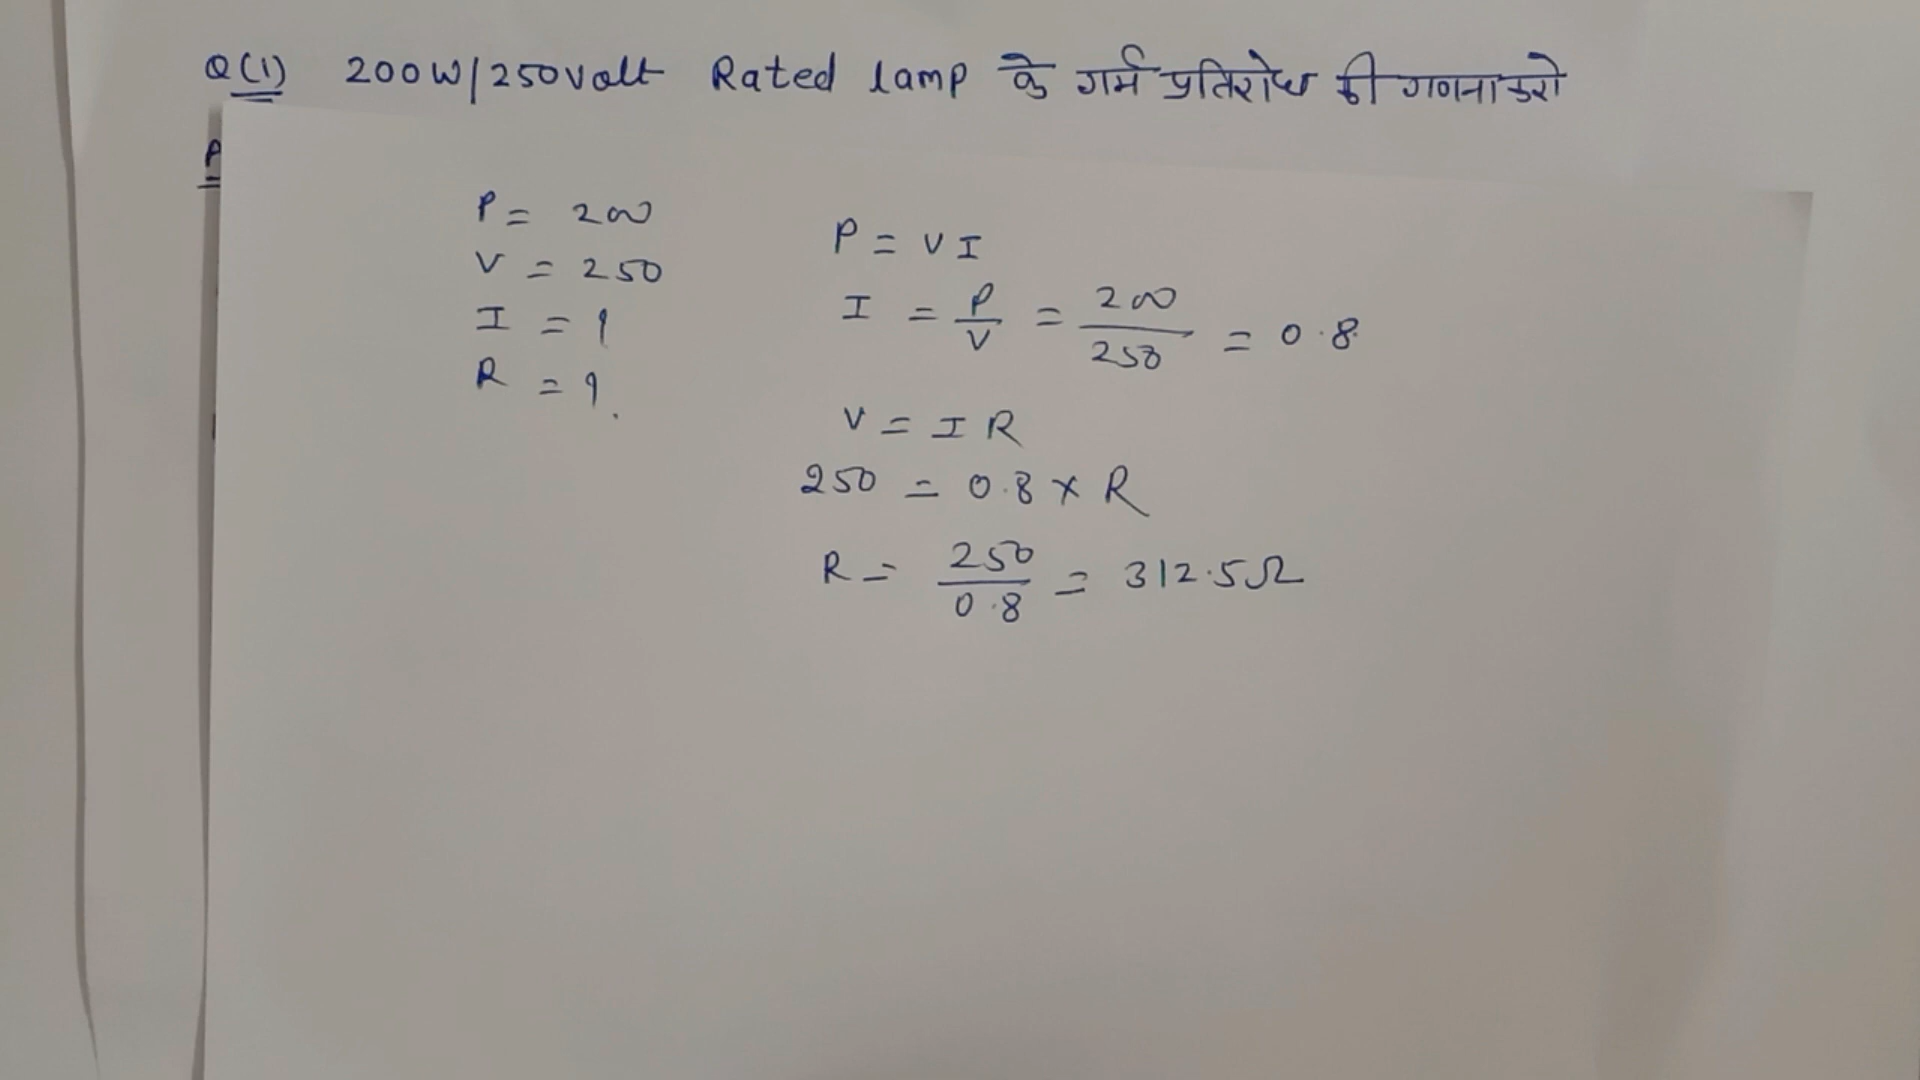 Q(1) 200W/250volt Rated lamp के गर्म प्रतिरोध की गणना करो
A
P = 200
V = 250
I = ?
R = ?
P = VI
I = P/V = 200/250 = 0.8
V = IR
250 = 0.8 × R
R = 250/0.8 = 312.5Ω